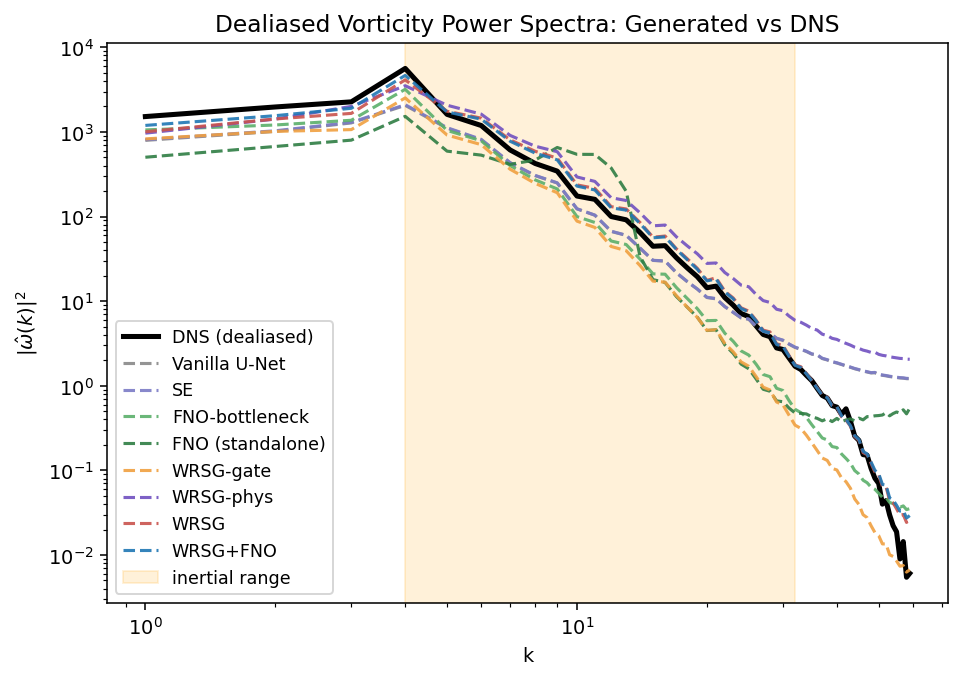 Dealiased Vorticity Power Spectra: Generated vs DNS
|ω̂(k)|²
10⁴
10³
10²
10¹
10⁰
10⁻¹
10⁻²
DNS (dealiased)
Vanilla U-Net
SE
FNO-bottleneck
FNO (standalone)
WRSG-gate
WRSG-phys
WRSG
WRSG+FNO
inertial range
10⁰
10¹
k